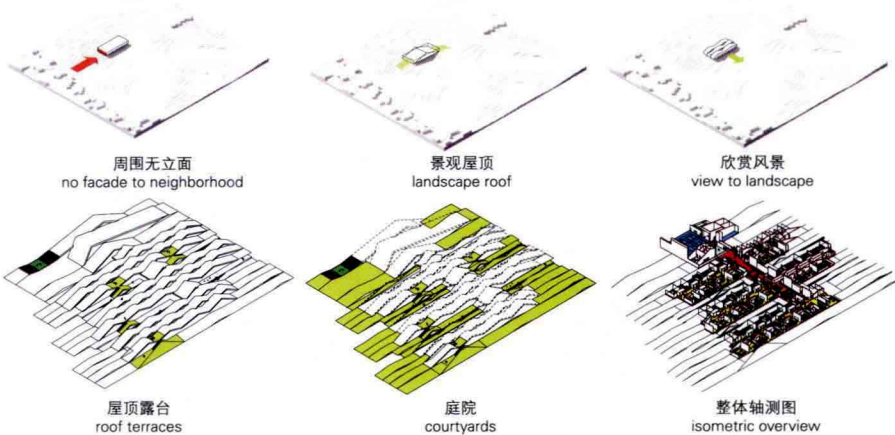 周围无立面
no facade to neighborhood
景观屋顶
landscape roof
欣赏风景
view to landscape
屋顶露台
roof terraces
庭院
courtyards
整体轴测图
isometric overview